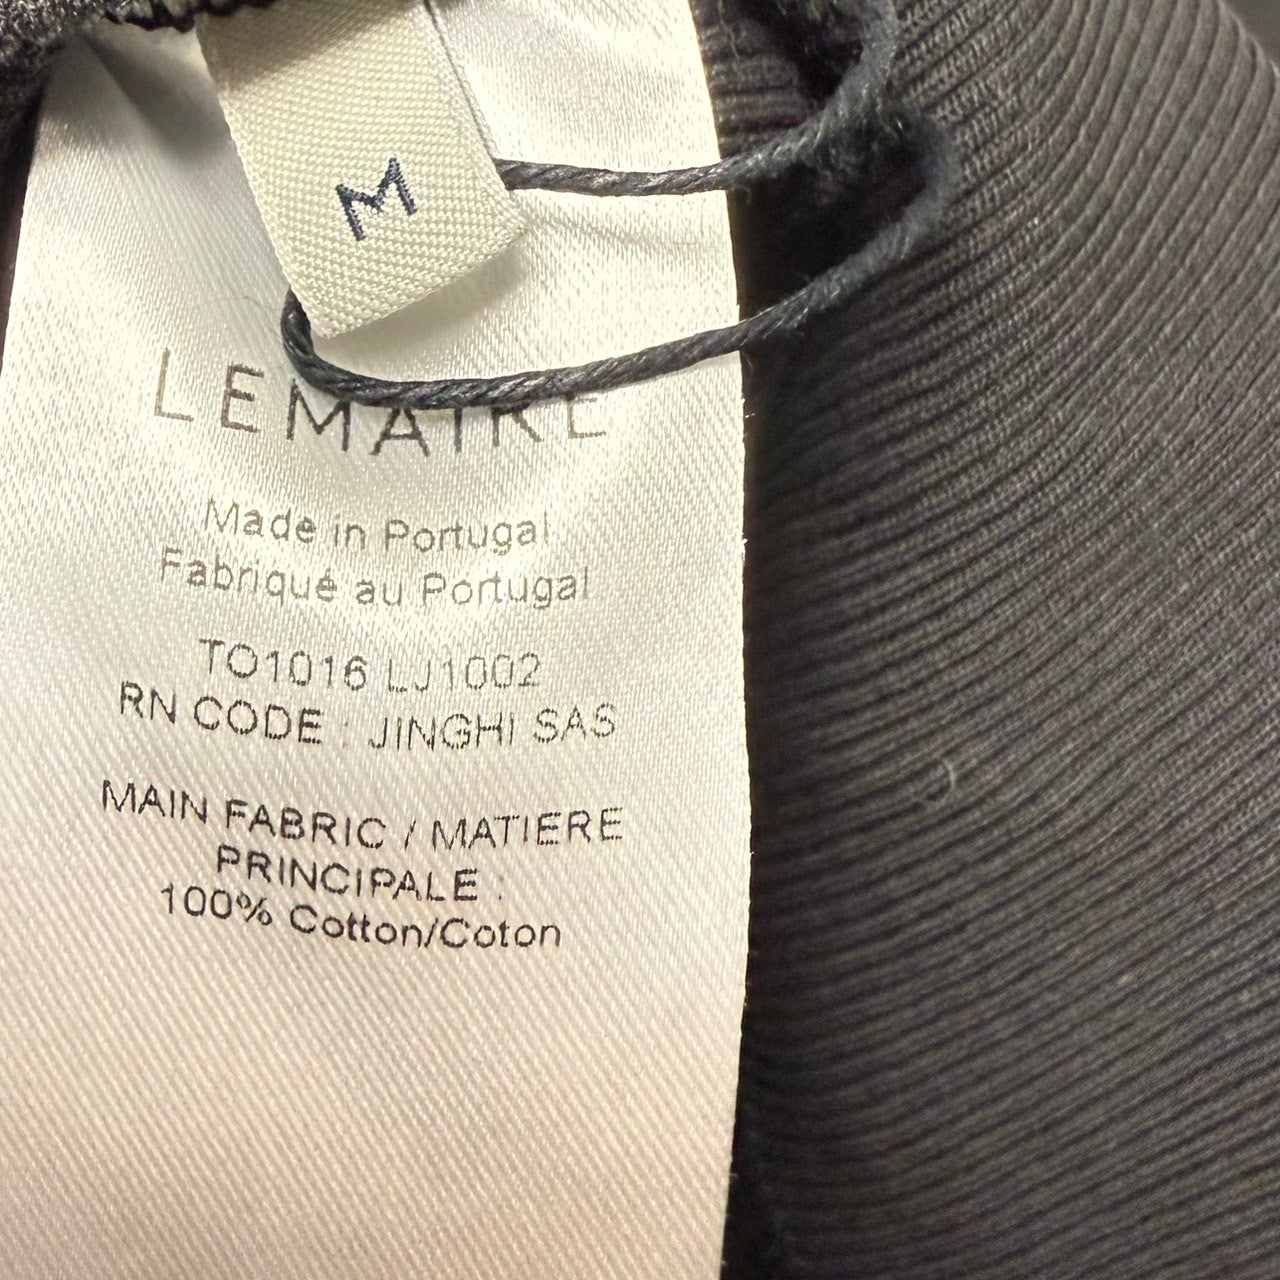 M
LEMAIRE
Made in Portugal
Fabriqué au Portugal
TO1016 LJ1002
RN CODE : JINGHI SAS
MAIN FABRIC / MATIERE
PRINCIPALE :
100% Cotton/Coton